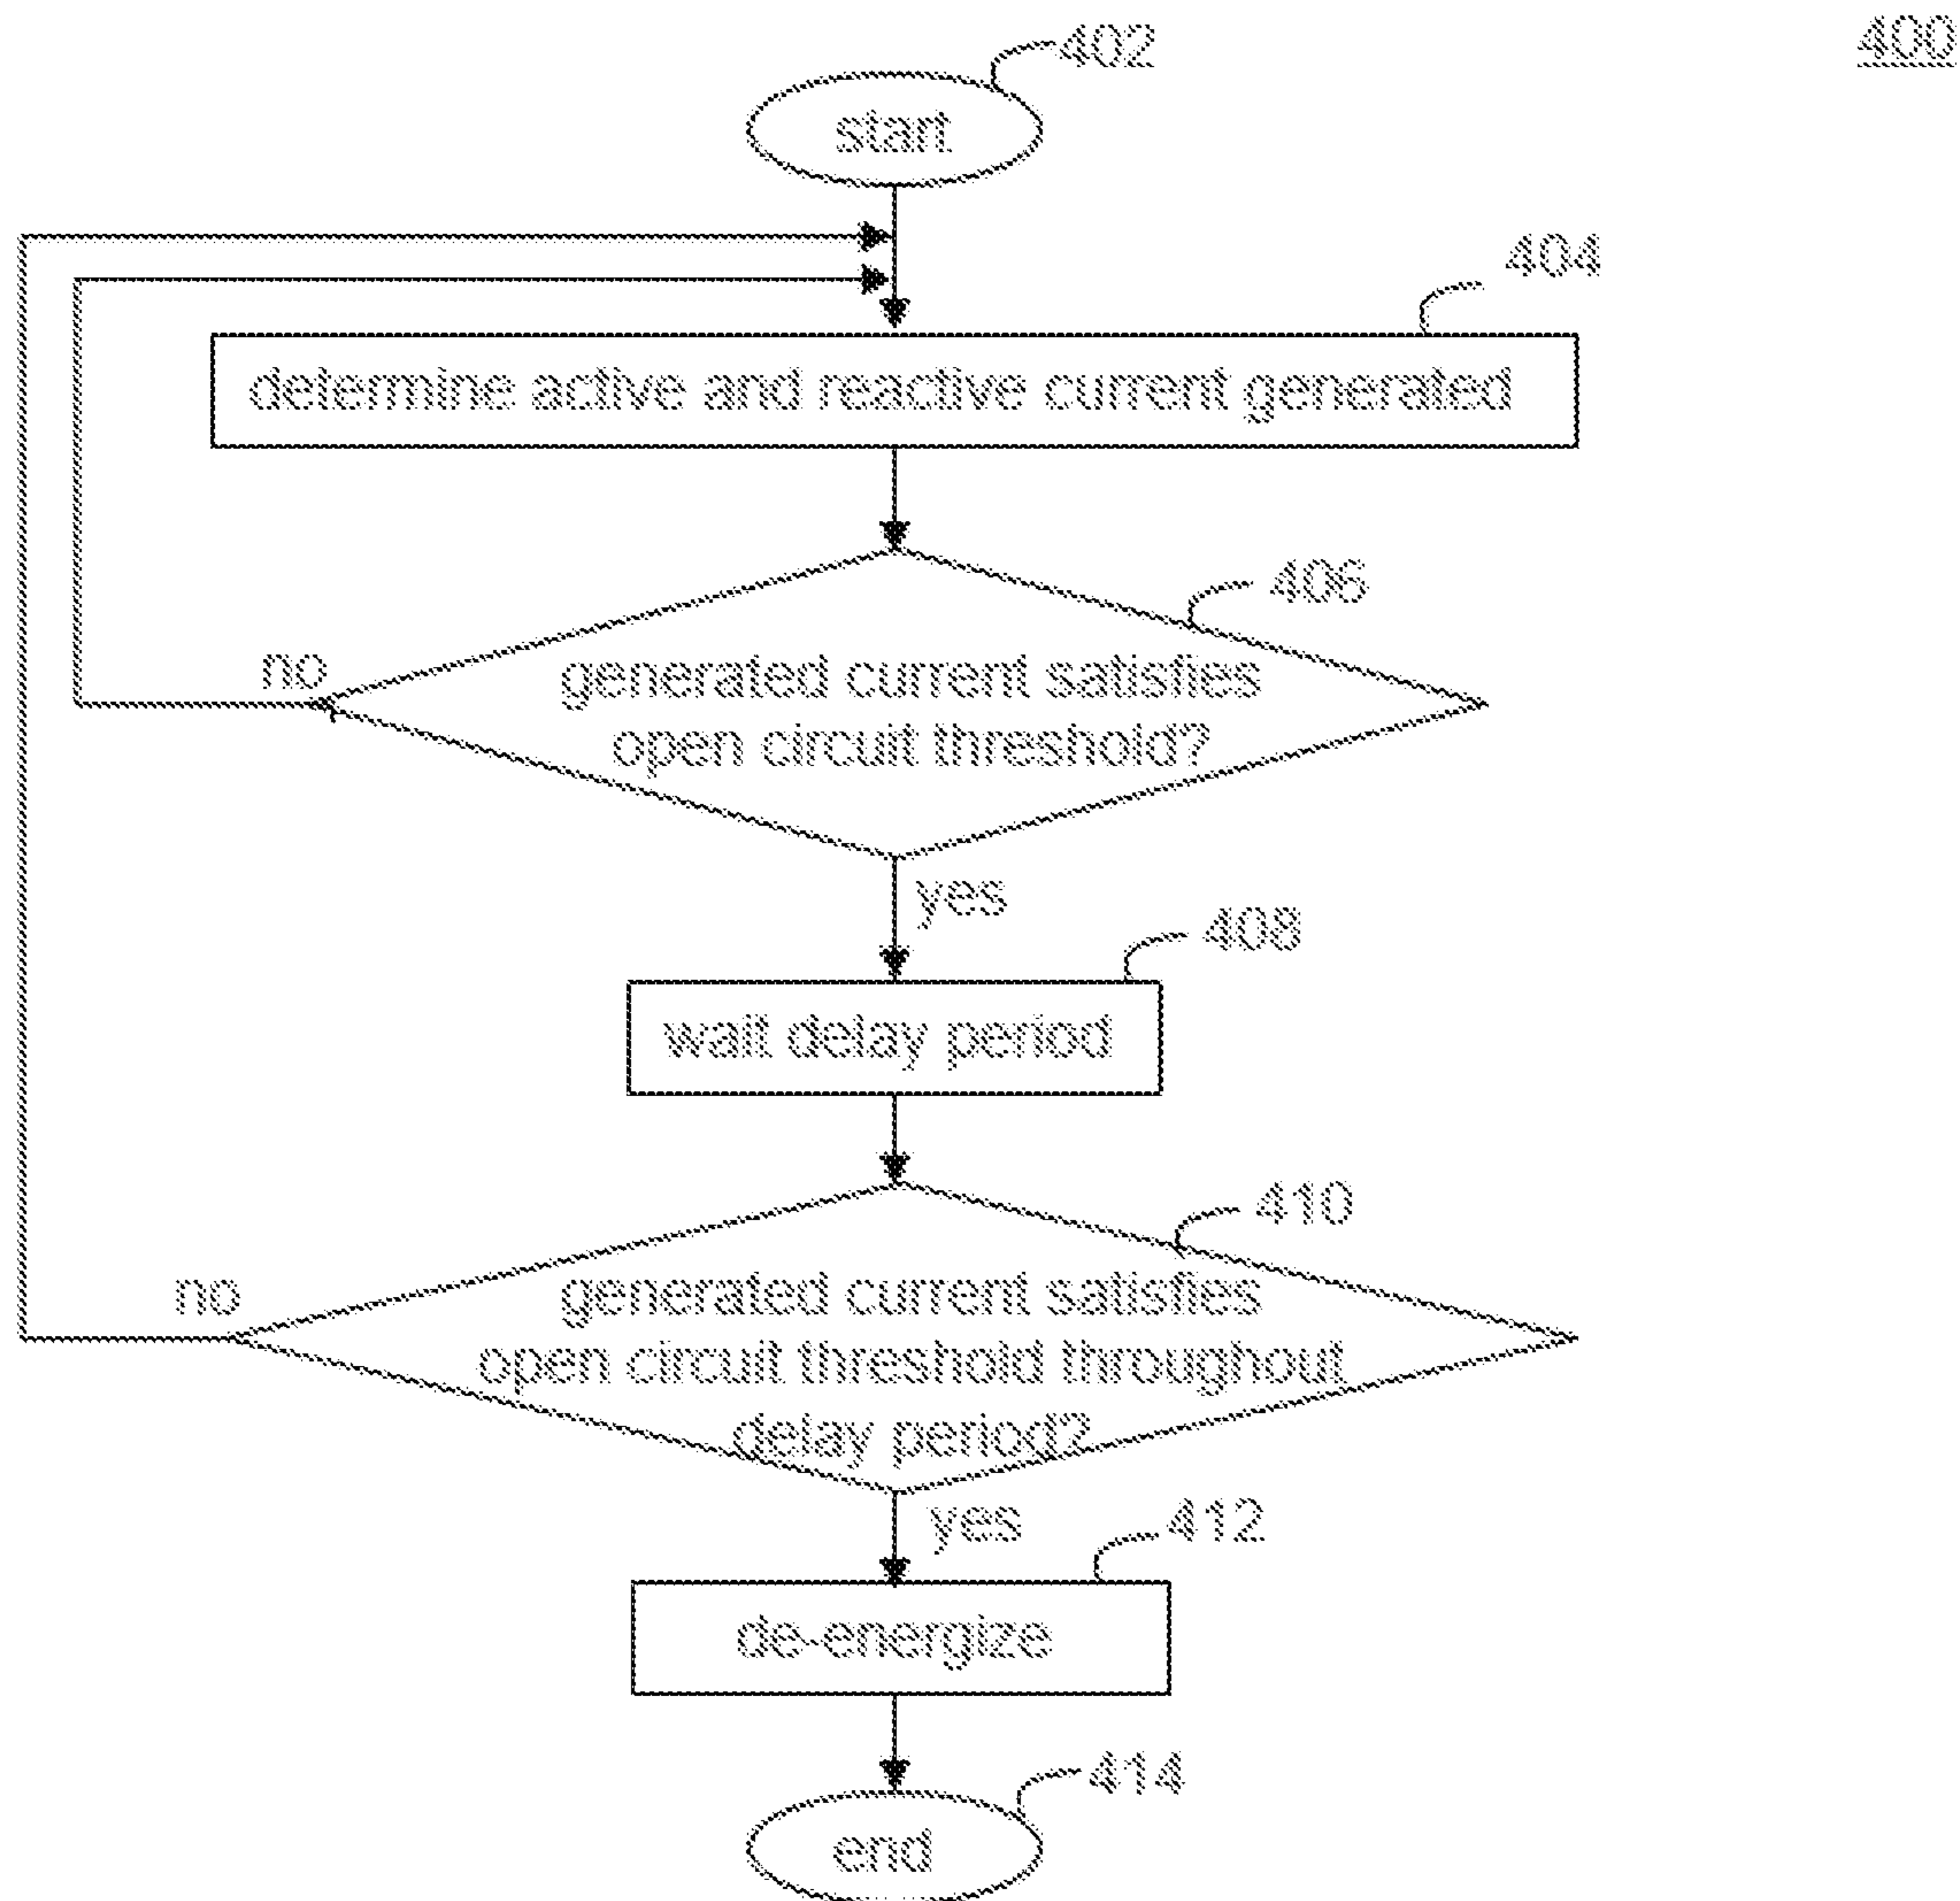 400
402
start
404
determine active and reactive current generated
406
no
generated current satisfies
open circuit threshold?
yes
408
wait delay period
410
no
generated current satisfies
open circuit threshold throughout
delay period?
yes
412
de-energize
414
end